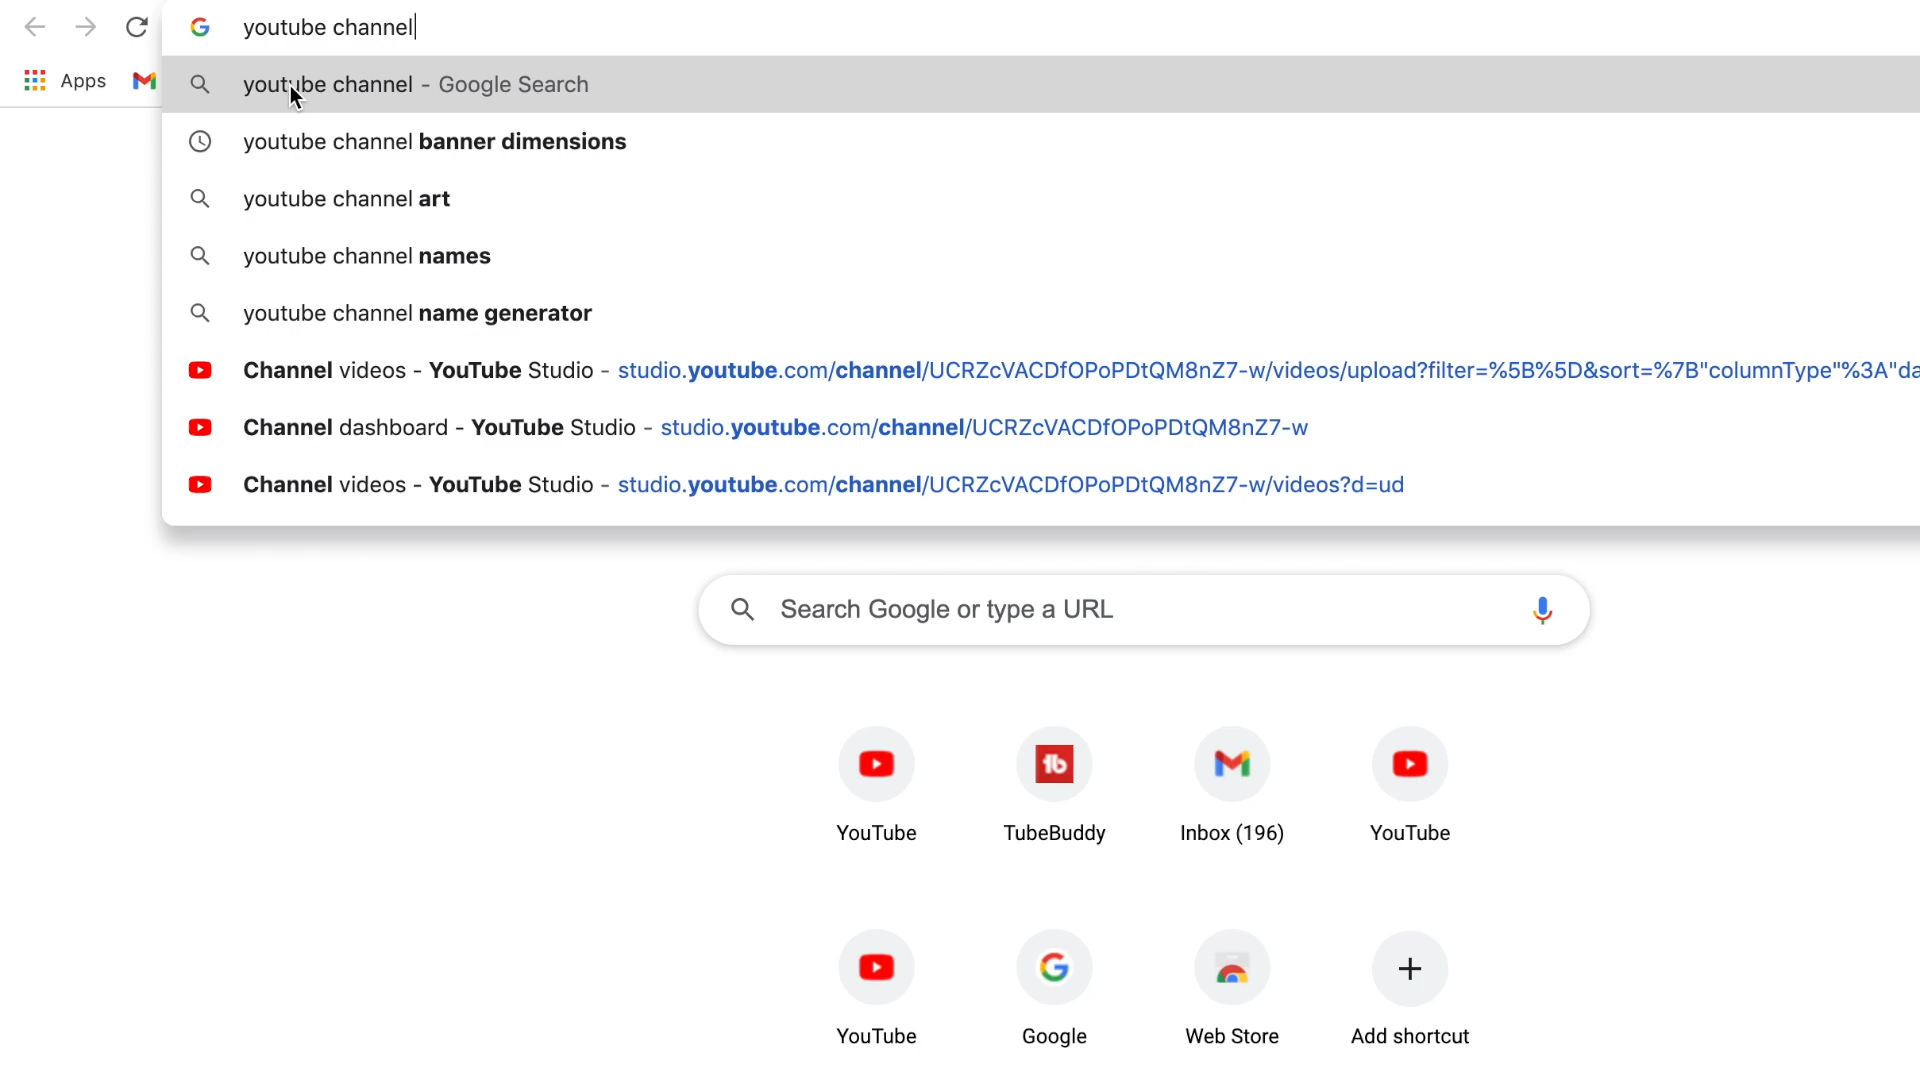 youtube channel
Apps
youtube channel - Google Search
youtube channel banner dimensions
youtube channel art
youtube channel names
youtube channel name generator
Channel videos - YouTube Studio - studio.youtube.com/channel/UCRZcVACDfOPoPDtQM8nZ7-w/videos/upload?filter=%5B%5D&sort=%7B"columnType"%3A"da
Channel dashboard - YouTube Studio - studio.youtube.com/channel/UCRZcVACDfOPoPDtQM8nZ7-w
Channel videos - YouTube Studio - studio.youtube.com/channel/UCRZcVACDfOPoPDtQM8nZ7-w/videos?d=ud
Search Google or type a URL
YouTube TubeBuddy Inbox (196) YouTube
YouTube Google Web Store Add shortcut